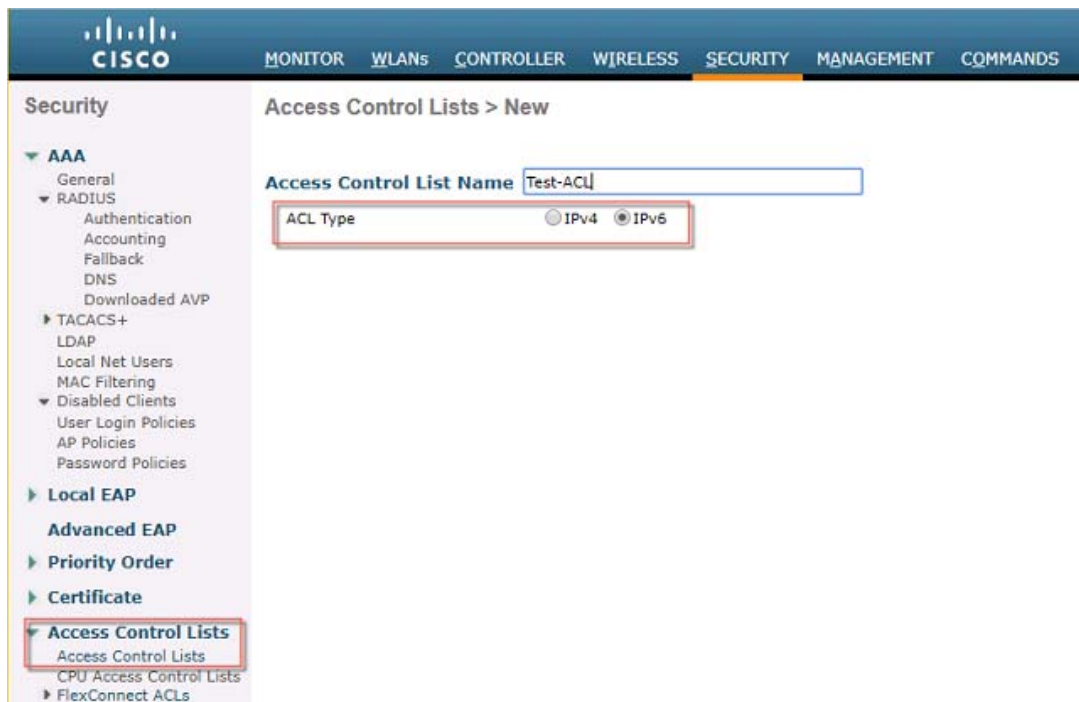 CISCO
MONITOR WLANs CONTROLLER WIRELESS SECURITY MANAGEMENT COMMANDS
Security
AAA
General
RADIUS
Authentication
Accounting
Fallback
DNS
Downloaded AVP
TACACS+
LDAP
Local Net Users
MAC Filtering
Disabled Clients
User Login Policies
AP Policies
Password Policies
Local EAP
Advanced EAP
Priority Order
Certificate
Access Control Lists
Access Control Lists
CPU Access Control Lists
FlexConnect ACLs
Access Control Lists > New
Access Control List Name Test-ACL
ACL Type IPv4 IPv6